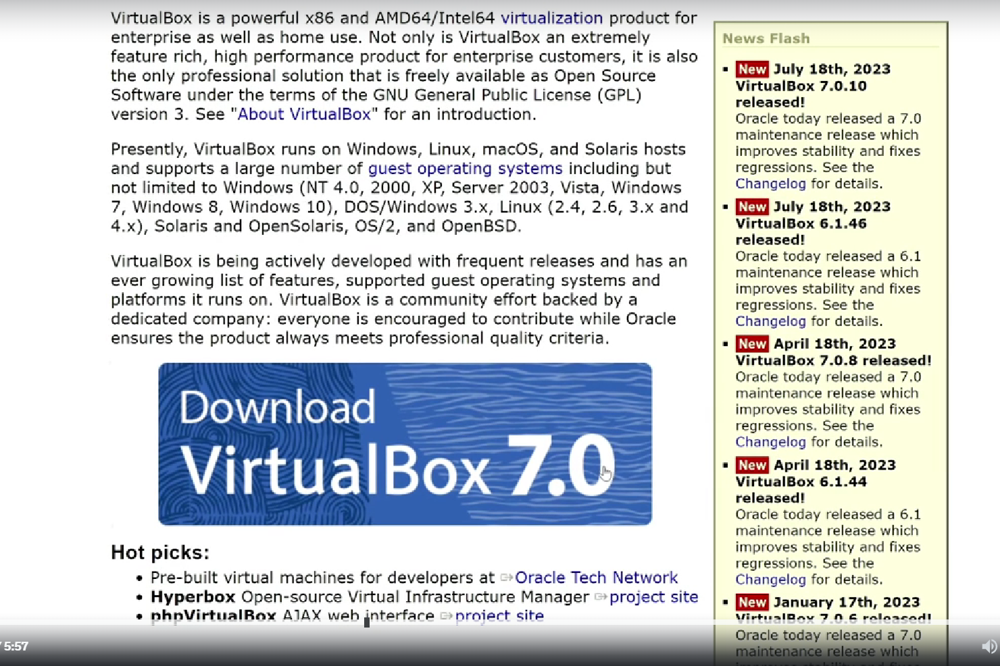 VirtualBox is a powerful x86 and AMD64/Intel64 virtualization product for
enterprise as well as home use. Not only is VirtualBox an extremely
feature rich, high performance product for enterprise customers, it is also
the only professional solution that is freely available as Open Source
Software under the terms of the GNU General Public License (GPL)
version 3. See "About VirtualBox" for an introduction.
Presently, VirtualBox runs on Windows, Linux, macOS, and Solaris hosts
and supports a large number of guest operating systems including but
not limited to Windows (NT 4.0, 2000, XP, Server 2003, Vista, Windows
7, Windows 8, Windows 10), DOS/Windows 3.x, Linux (2.4, 2.6, 3.x and
4.x), Solaris and OpenSolaris, OS/2, and OpenBSD.
VirtualBox is being actively developed with frequent releases and has an
ever growing list of features, supported guest operating systems and
platforms it runs on. VirtualBox is a community effort backed by a
dedicated company: everyone is encouraged to contribute while Oracle
ensures the product always meets professional quality criteria.
Download
VirtualBox 7.0
Hot picks:
• Pre-built virtual machines for developers at Oracle Tech Network
• Hyperbox Open-source Virtual Infrastructure Manager project site
• phpVirtualBox AJAX web interface project site
News Flash
▪ New July 18th, 2023
VirtualBox 7.0.10
released!
Oracle today released a 7.0
maintenance release which
improves stability and fixes
regressions. See the
Changelog for details.
▪ New July 18th, 2023
VirtualBox 6.1.46
released!
Oracle today released a 6.1
maintenance release which
improves stability and fixes
regressions. See the
Changelog for details.
▪ New April 18th, 2023
VirtualBox 7.0.8 released!
Oracle today released a 7.0
maintenance release which
improves stability and fixes
regressions. See the
Changelog for details.
▪ New April 18th, 2023
VirtualBox 6.1.44
released!
Oracle today released a 6.1
maintenance release which
improves stability and fixes
regressions. See the
Changelog for details.
▪ New January 17th, 2023
VirtualBox 7.0.6 released!
Oracle today released a 7.0
maintenance release which
/ 5:57